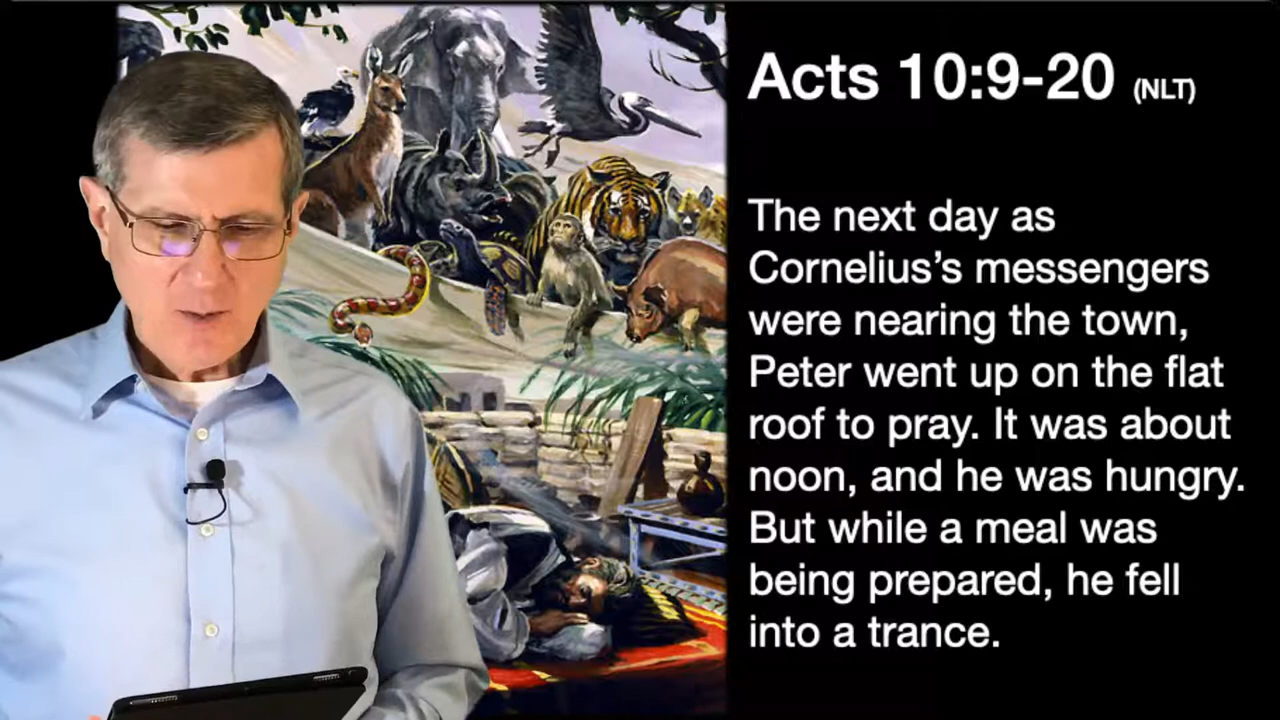 Acts 10:9-20 (NLT)
The next day as
Cornelius’s messengers
were nearing the town,
Peter went up on the flat
roof to pray. It was about
noon, and he was hungry.
But while a meal was
being prepared, he fell
into a trance.